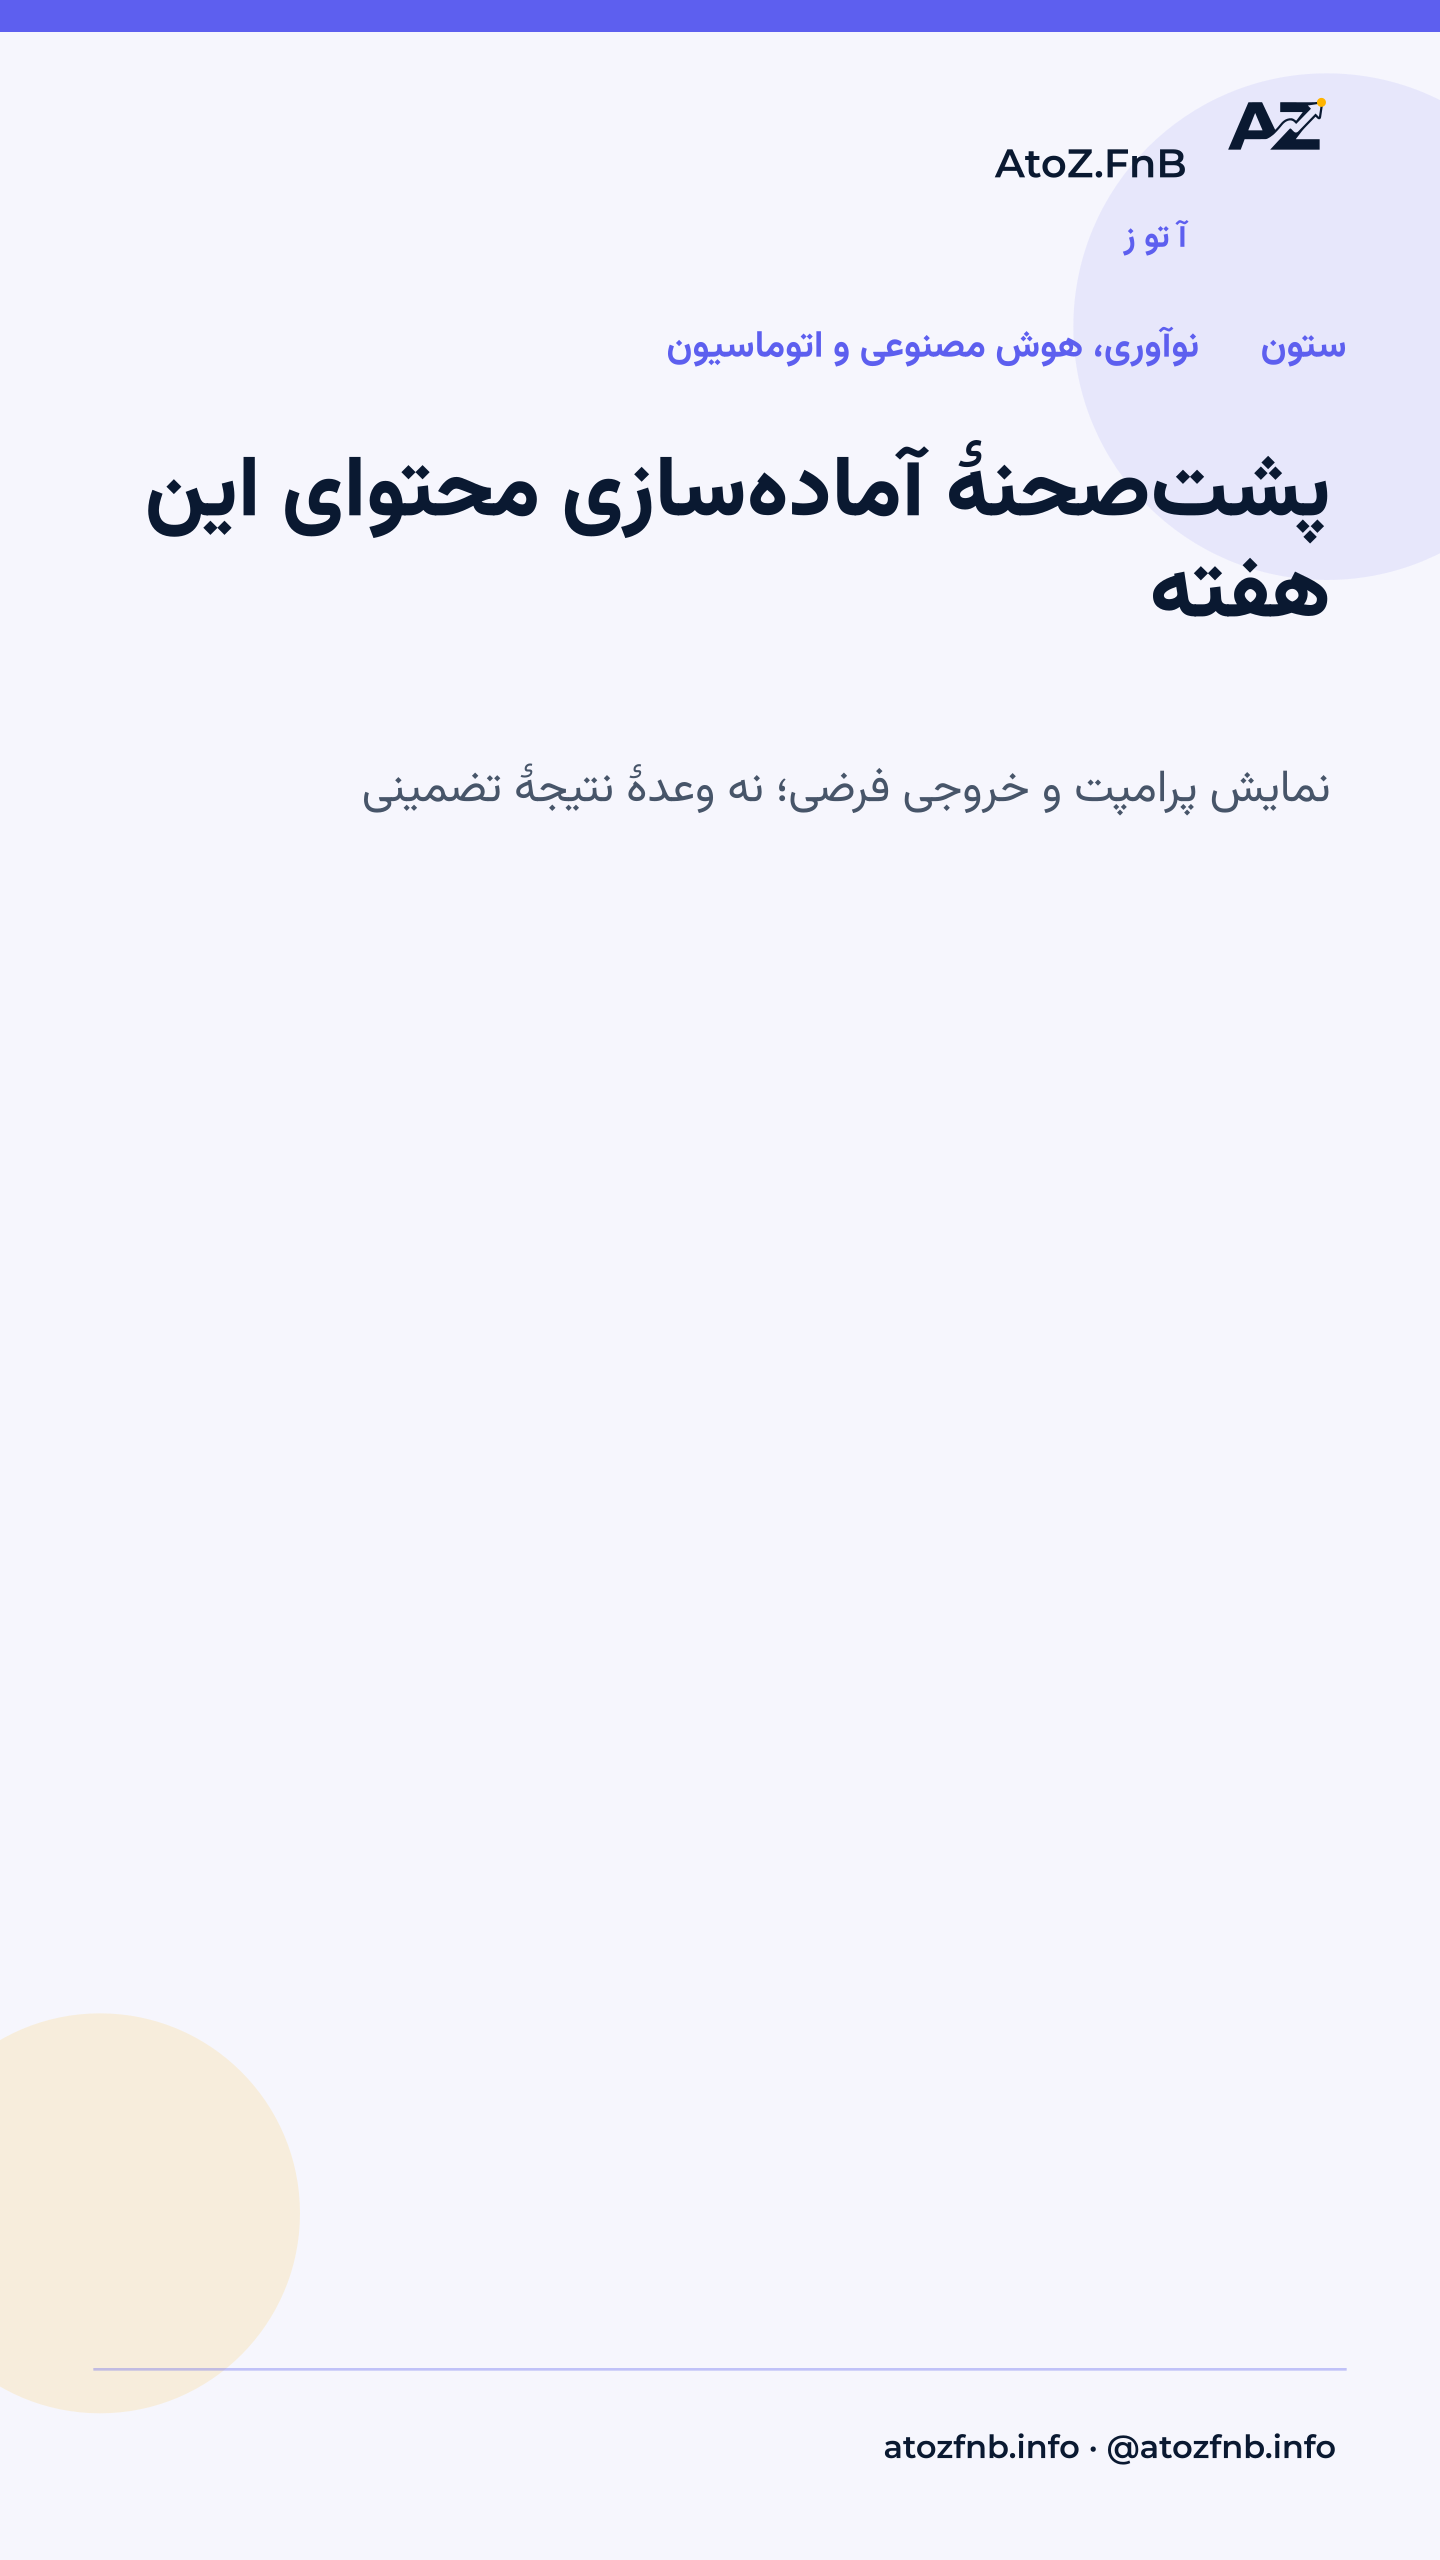 AZ
AtoZ.FnB
آ تو ز
ستون نوآوری، هوش مصنوعی و اتوماسیون
پشت‌صحنهٔ آماده‌سازی محتوای این
هفته
نمایش پرامپت و خروجی فرضی؛ نه وعدهٔ نتیجهٔ تضمینی
atozfnb.info · @atozfnb.info